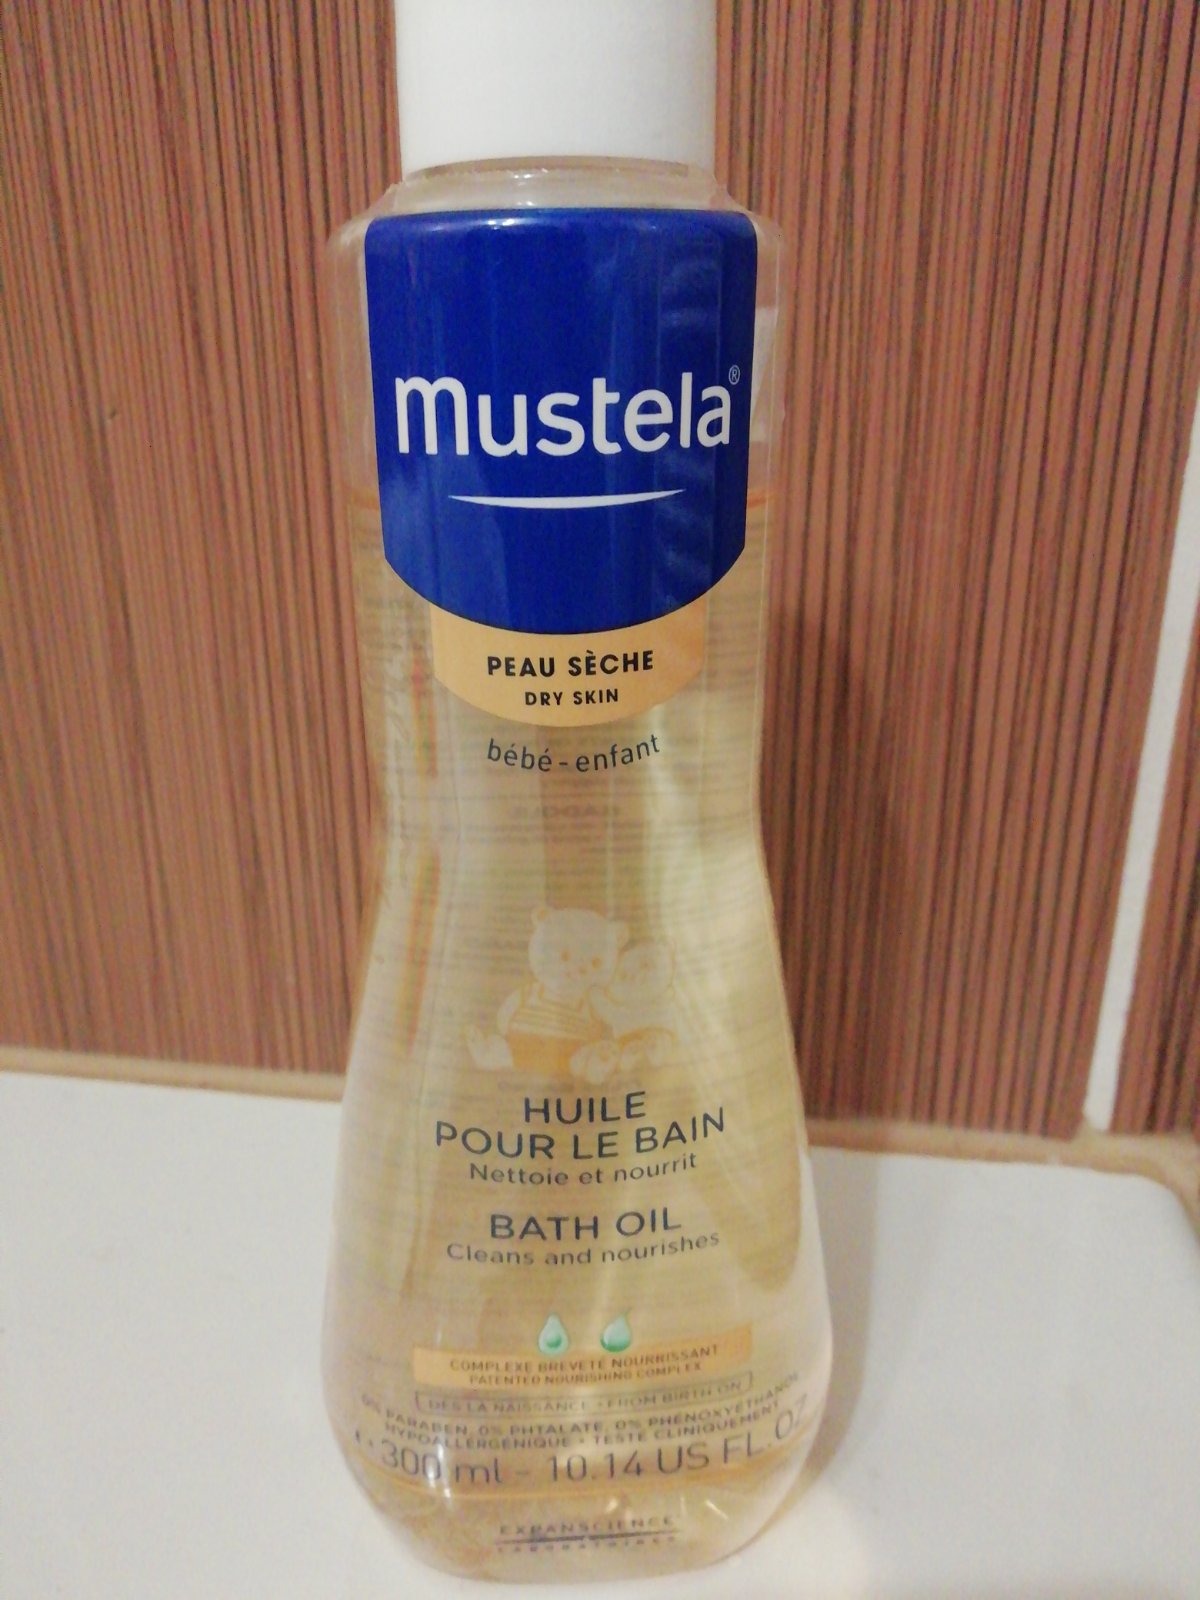 mustela®
PEAU SÈCHE
DRY SKIN
bébé-enfant
HUILE
POUR LE BAIN
Nettoie et nourrit
BATH OIL
Cleans and nourishes
COMPLEXE BREVETÉ NOURRISSANT
PATENTED NOURISHING COMPLEX
DÈS LA NAISSANCE - FROM BIRTH ON
0% PARABEN, 0% PHTALATE, 0% PHÉNOXYÉTHANOL
HYPOALLERGÉNIQUE - TESTÉ CLINIQUEMENT
300 ml - 10.14 US FL.OZ
EXPANSCIENCE
LABORATOIRES